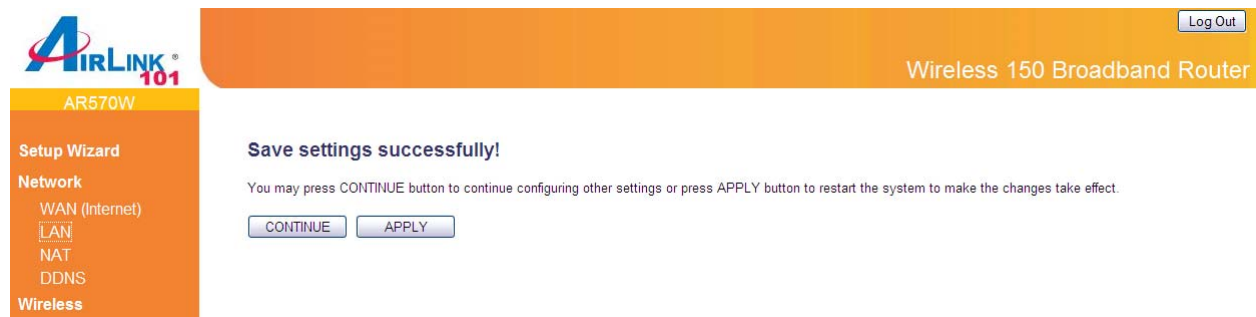 Log Out
AIRLINK®
101
Wireless 150 Broadband Router
AR570W
Setup Wizard
Network
WAN (Internet)
LAN
NAT
DDNS
Wireless
Save settings successfully!
You may press CONTINUE button to continue configuring other settings or press APPLY button to restart the system to make the changes take effect.
CONTINUE APPLY